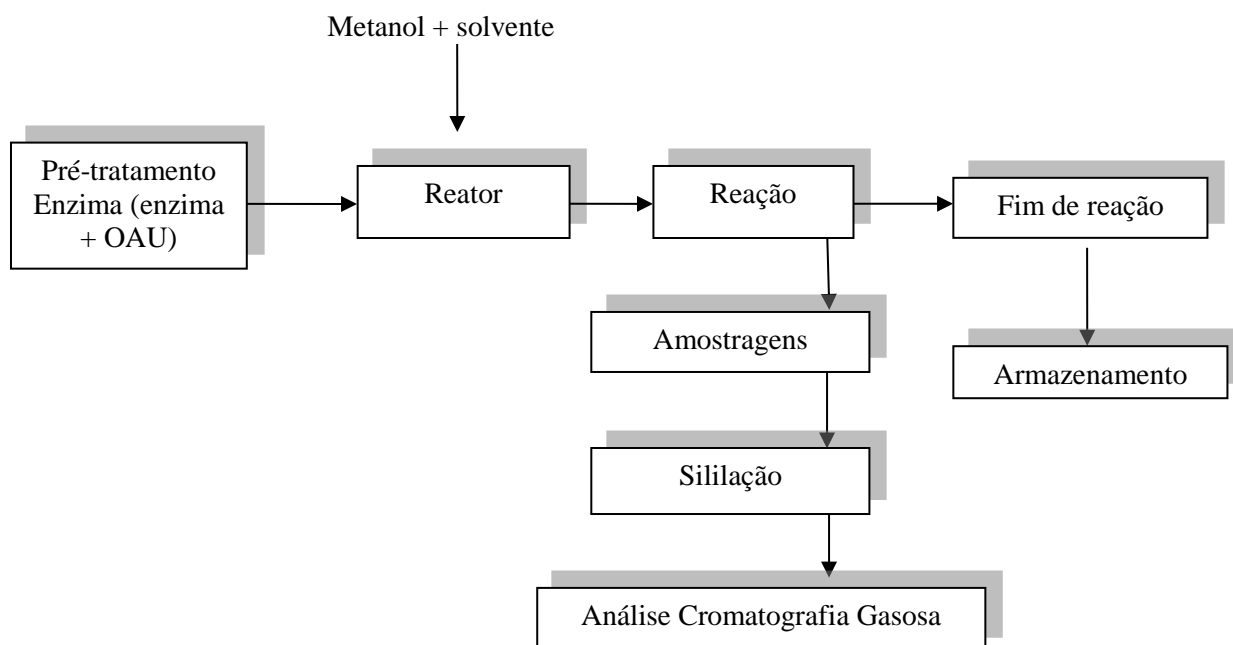 Metanol + solvente
Pré-tratamento
Enzima (enzima
+ OAU)
Reator
Reação
Fim de reação
Amostragens
Armazenamento
Sililação
Análise Cromatografia Gasosa